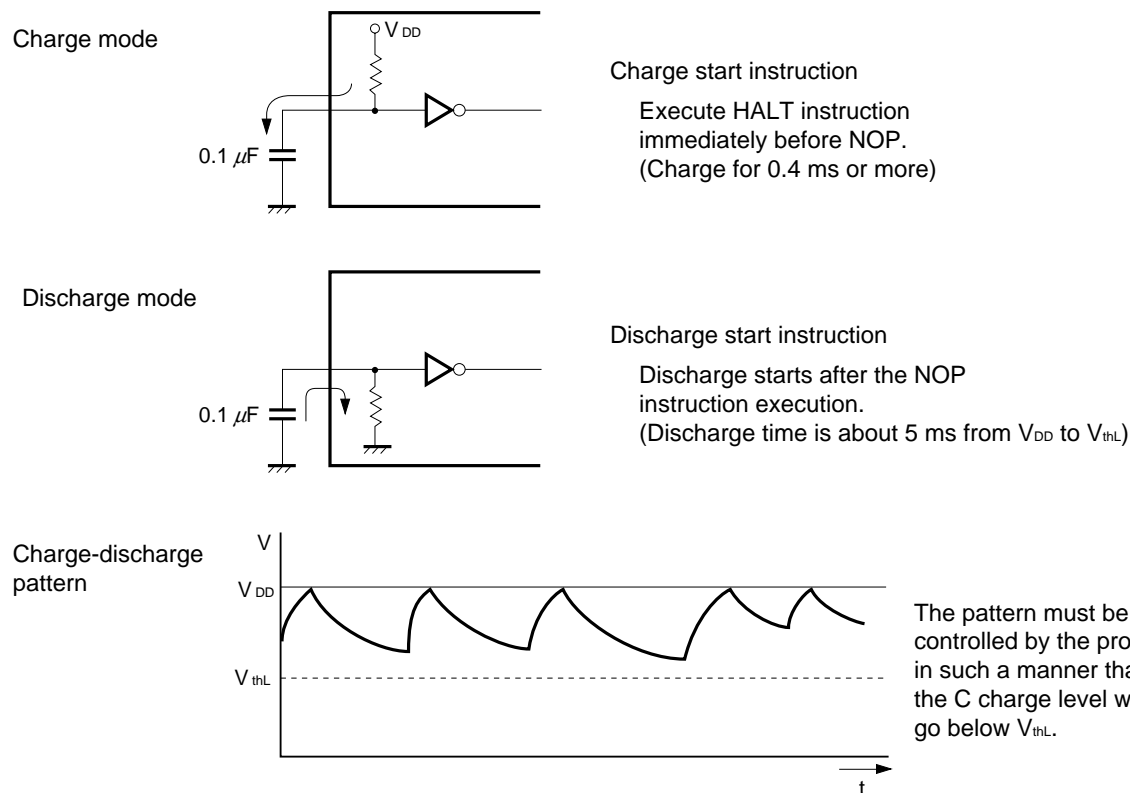 Charge mode
V DD
0.1 μF
Charge start instruction
Execute HALT instruction
immediately before NOP.
(Charge for 0.4 ms or more)
Discharge mode
0.1 μF
Discharge start instruction
Discharge starts after the NOP
instruction execution.
(Discharge time is about 5 ms from VDD to VthL)
Charge-discharge
pattern
V
V DD
V thL
t
The pattern must be
controlled by the
in such a manner
the C charge level
go below VthL.